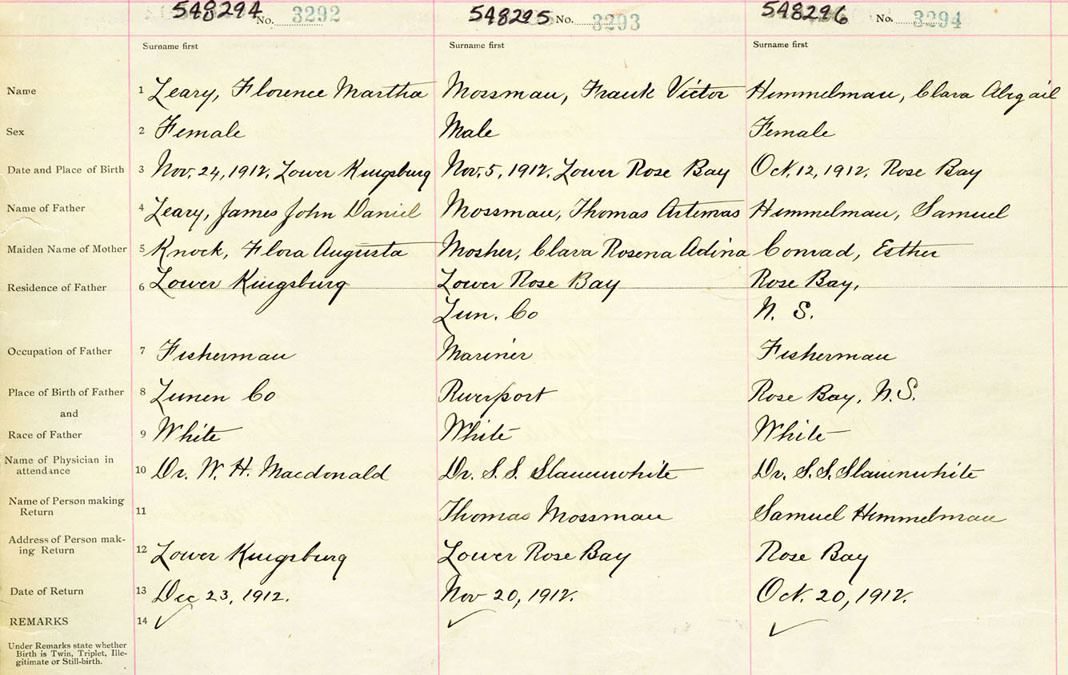 548294 No. 3292 548295 No. 3293 548296 No. 3294
Surname first Surname first Surname first
Name 1 Leary, Florence Martha Mossman, Frank Victor Himmelman, Clara Abigail
Sex 2 Female Male Female
Date and Place of Birth 3 Nov. 24, 1912, Lower Kingsburg Nov. 5, 1912, Lower Rose Bay Oct. 12, 1912, Rose Bay
Name of Father 4 Leary, James John Daniel Mossman, Thomas Artemas Himmelman, Samuel
Maiden Name of Mother 5 Knock, Flora Augusta Mosher, Clara Rosena Adina Conrad, Esther
Residence of Father 6 Lower Kingsburg Lower Rose Bay Rose Bay,
Lun. Co N. S.
Occupation of Father 7 Fisherman Mariner Fisherman
Place of Birth of Father 8 Lunen Co Riverport Rose Bay, N.S.
and
Race of Father 9 White White White
Name of Physician in
attendance 10 Dr. W. H. Macdonald Dr. S. S. Slauenwhite Dr. S. S. Slauenwhite
Name of Person making
Return 11 Thomas Mossman Samuel Himmelman
Address of Person mak-
ing Return 12 Lower Kingsburg Lower Rose Bay Rose Bay
Date of Return 13 Dec 23, 1912. Nov 20, 1912. Oct. 20, 1912.
REMARKS 14
Under Remarks state whether
Birth is Twin, Triplet, Ille-
gitimate or Still-birth.